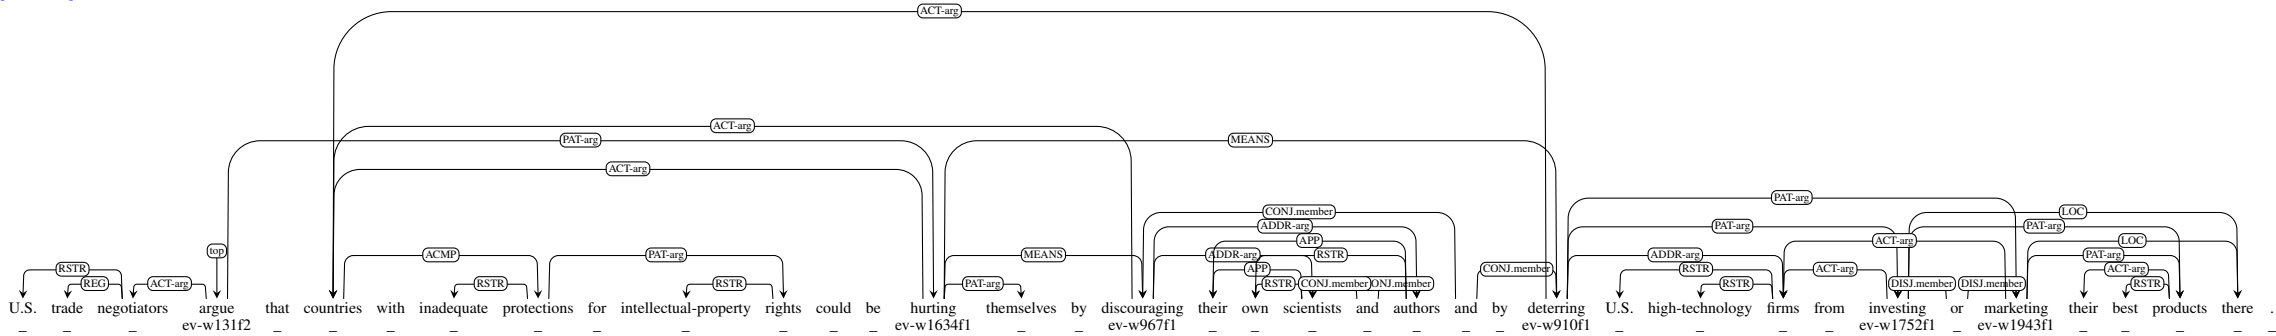 ACT-arg
ACT-arg
PAT-arg MEANS
ACT-arg
PAT-arg
CONJ.member LOC
ADDR-arg PAT-arg PAT-arg
APP ACT-arg LOC
top ACMP PAT-arg MEANS ADDR-arg RSTR ADDR-arg PAT-arg
RSTR APP CONJ.member RSTR ACT-arg ACT-arg
REG ACT-arg RSTR RSTR PAT-arg RSTR CONJ.member ONJ.member RSTR DISJ.member DISJ.member RSTR
U.S. trade negotiators argue that countries with inadequate protections for intellectual-property rights could be hurting themselves by discouraging their own scientists and authors and by deterring U.S. high-technology firms from investing or marketing their best products there .
_ _ _ ev-w131f2 _ _ _ _ _ _ _ _ _ _ ev-w1634f1 _ _ ev-w967f1 _ _ _ _ _ _ _ ev-w910f1 _ _ _ _ ev-w1752f1 _ ev-w1943f1 _ _ _ _ _